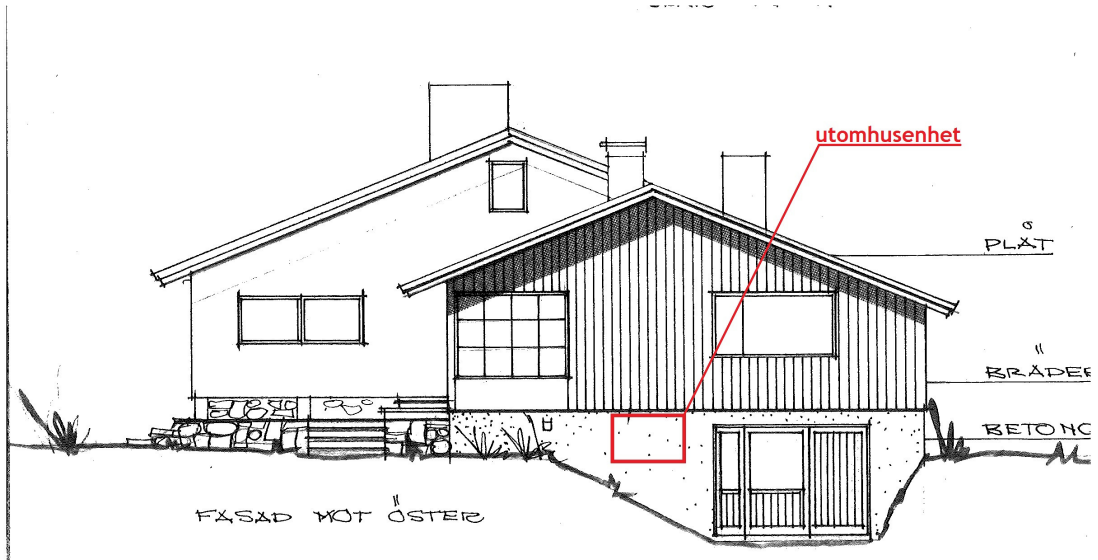 utomhusenhet
PLÅT
BRÄDER
BETONG
FASAD MOT ÖSTER